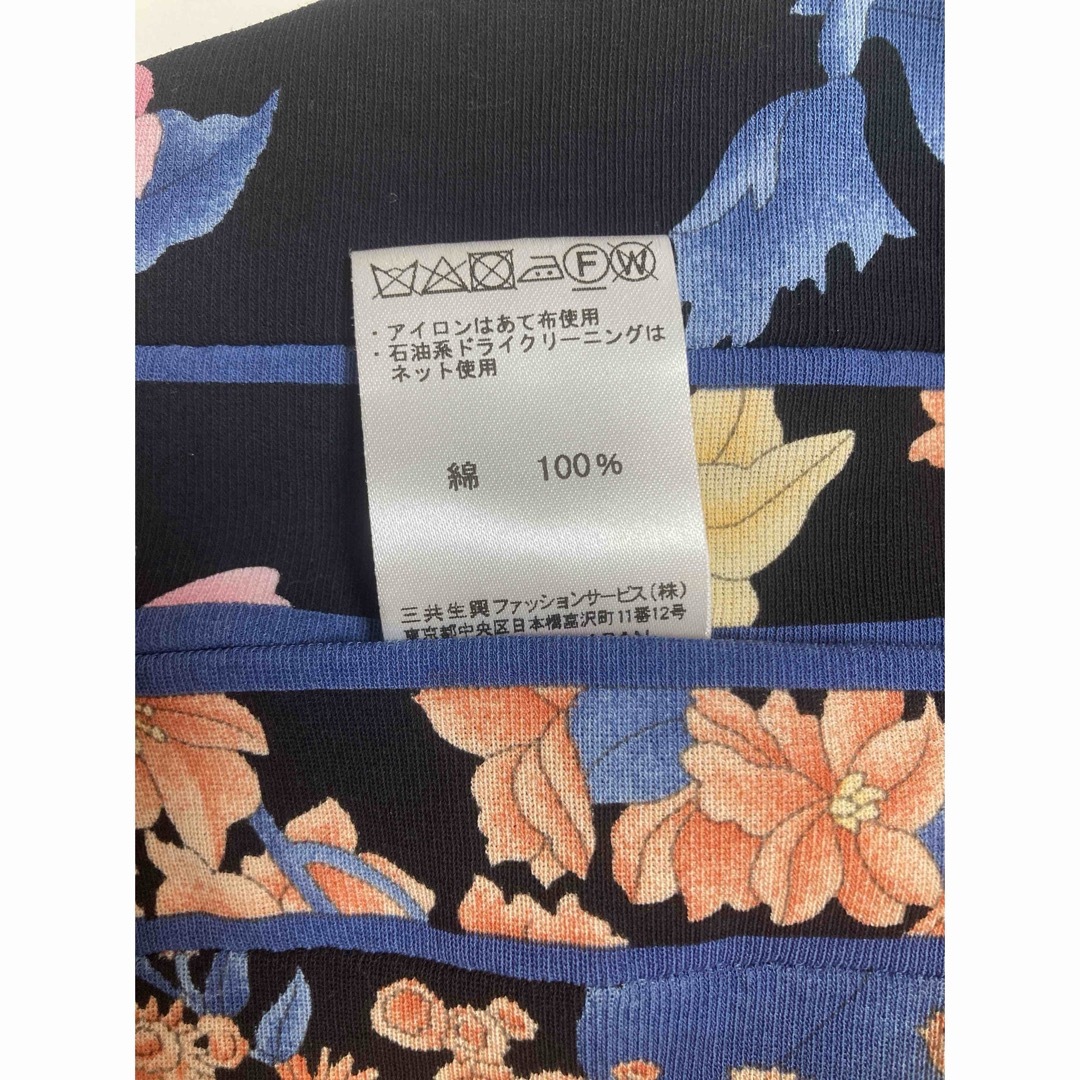 F W
・アイロンはあて布使用
・石油系ドライクリーニングは
ネット使用
綿 100%
三共生興ファッションサービス(株)
東京都中央区日本橋富沢町11番12号